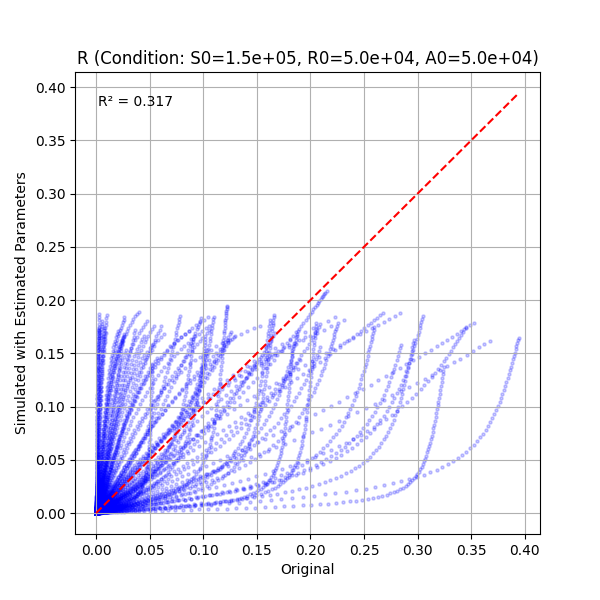 R (Condition: S0=1.5e+05, R0=5.0e+04, A0=5.0e+04)
R² = 0.317
0.40
0.35
0.30
0.25
0.20
0.15
0.10
0.05
0.00
Simulated with Estimated Parameters
0.00 0.05 0.10 0.15 0.20 0.25 0.30 0.35 0.40
Original